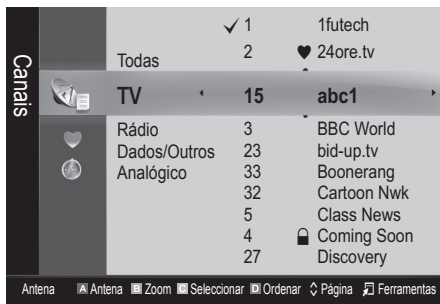 Canais
1 1futech
Todas 2 24ore.tv
TV 15 abc1
Rádio 3 BBC World
Dados/Outros 23 bid-up.tv
Analógico 33 Boonerang
32 Cartoon Nwk
5 Class News
4 Coming Soon
27 Discovery
Antena A Antena B Zoom C Seleccionar D Ordenar Página Ferramentas